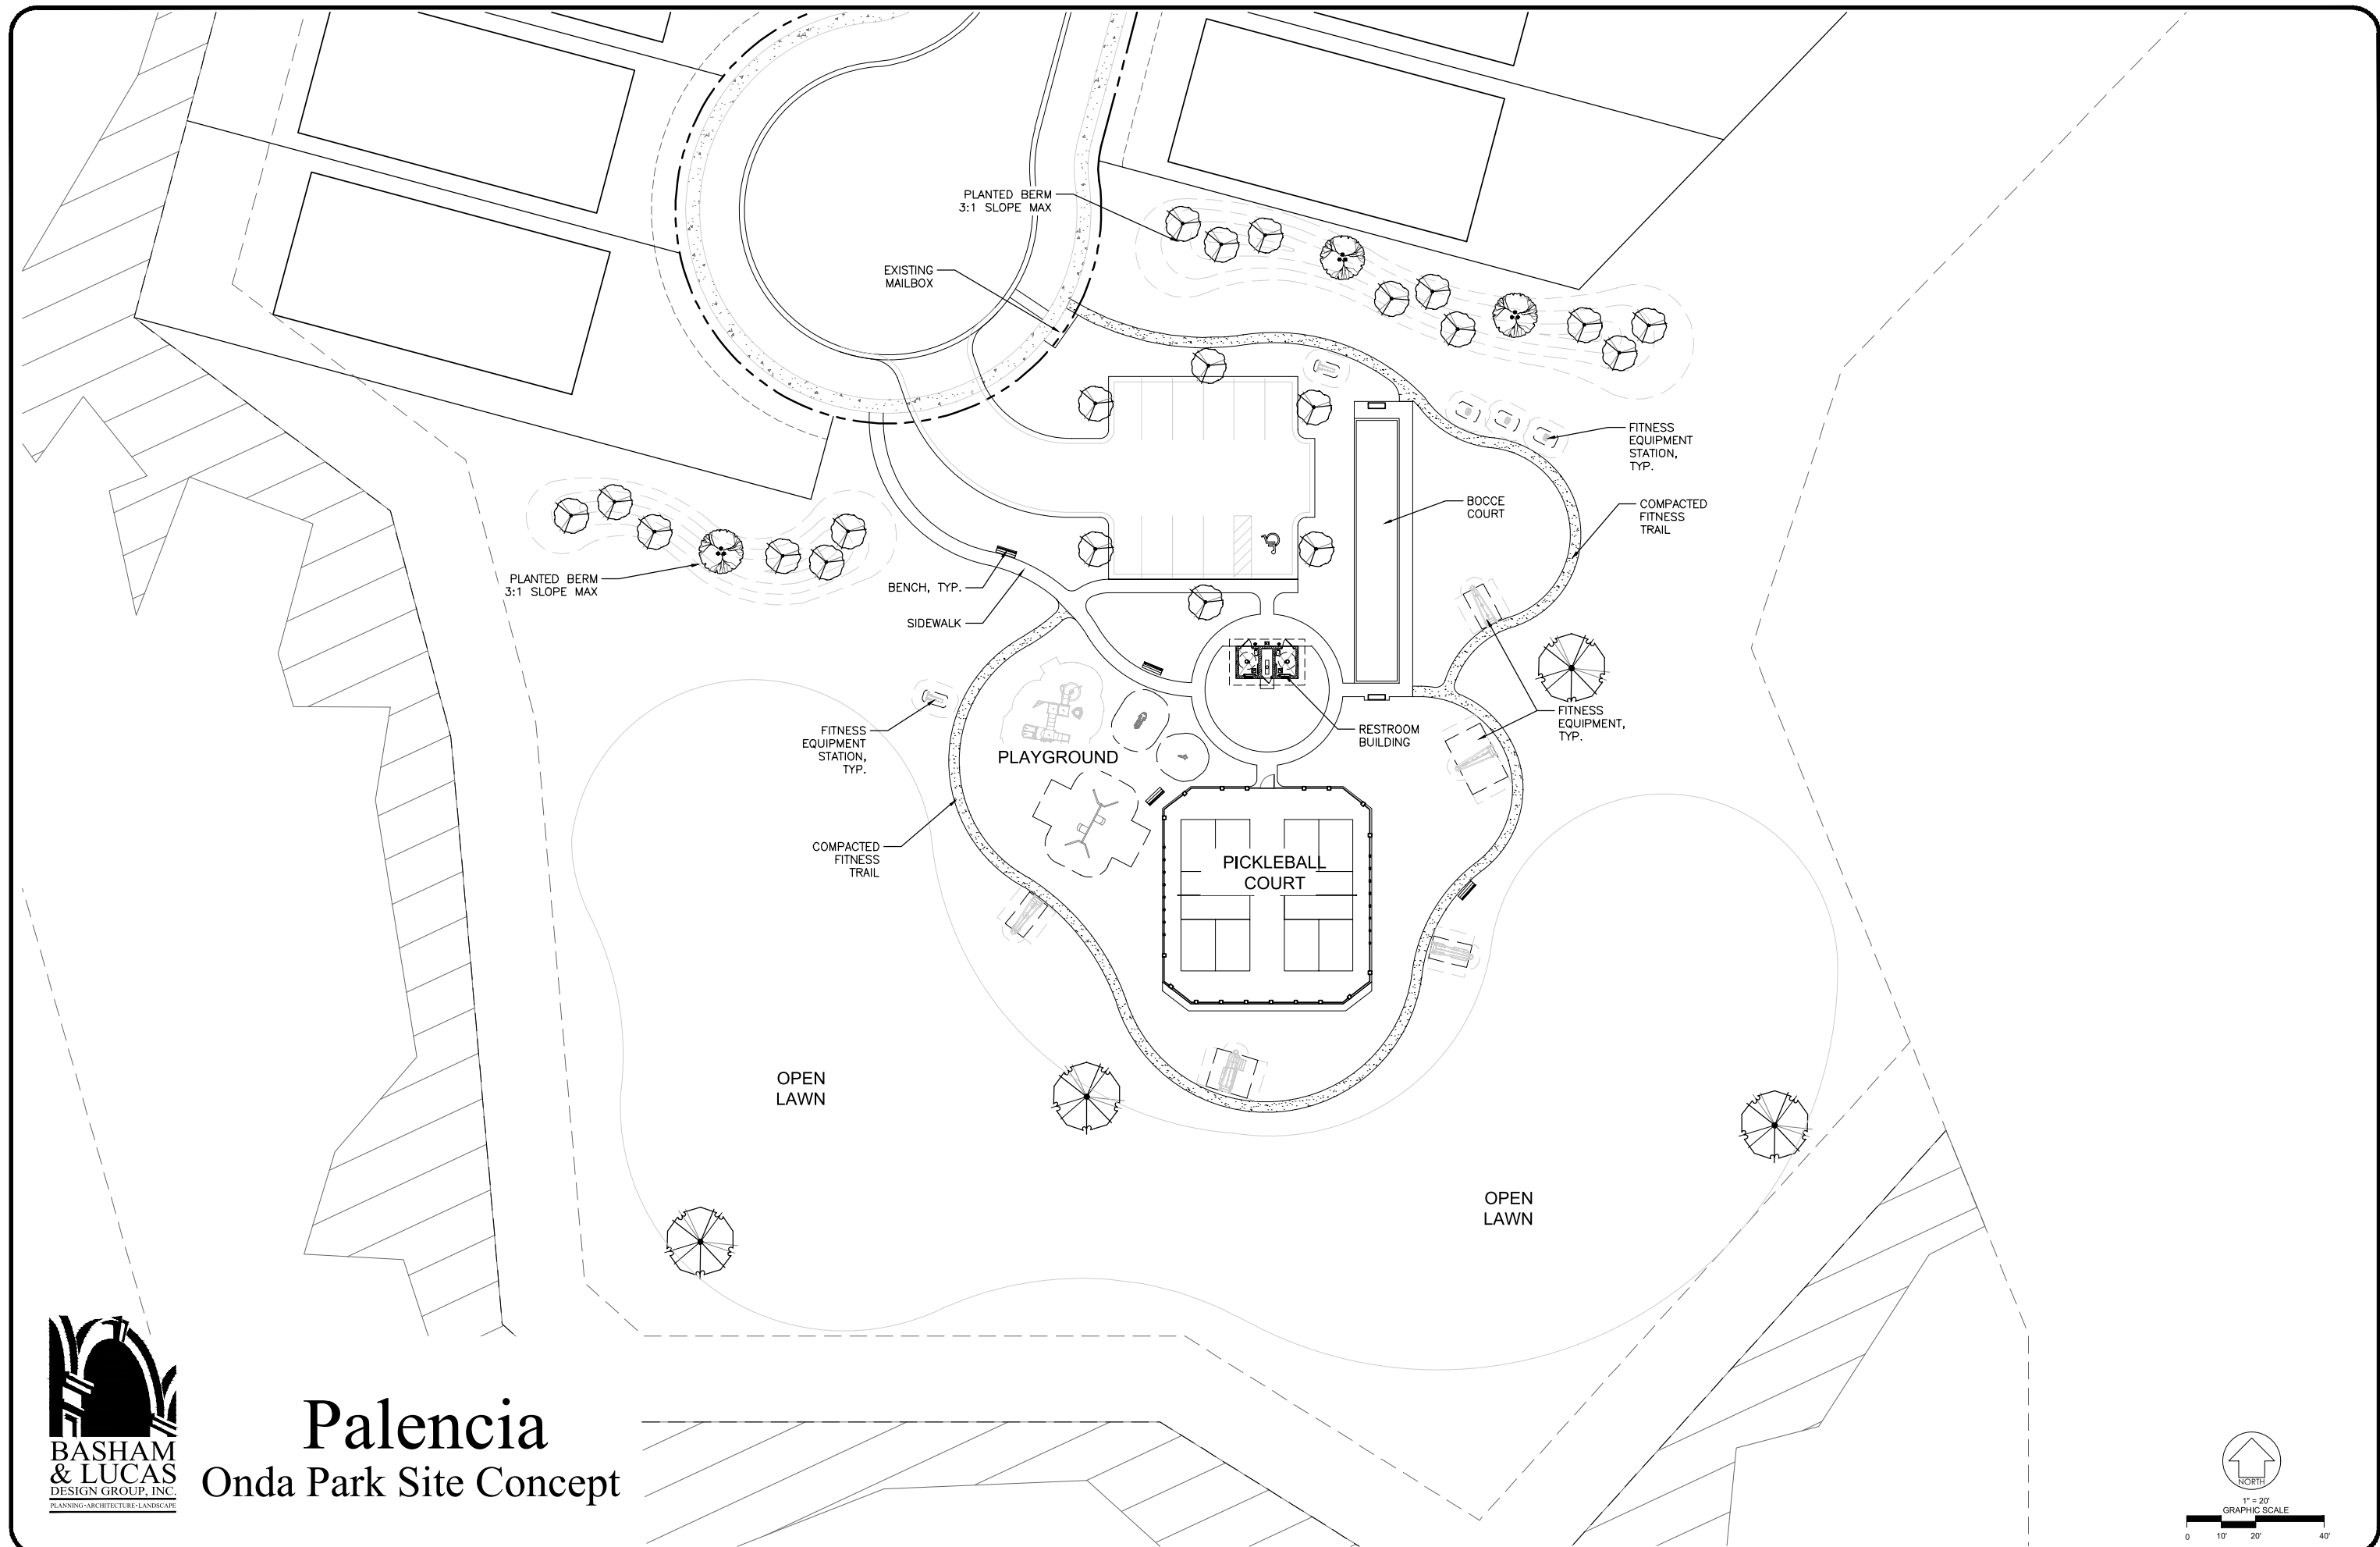 PLANTED BERM
3:1 SLOPE MAX
EXISTING
MAILBOX
FITNESS
EQUIPMENT
STATION,
TYP.
BOCCE
COURT
COMPACTED
FITNESS
TRAIL
PLANTED BERM
3:1 SLOPE MAX
BENCH, TYP.
SIDEWALK
FITNESS
EQUIPMENT
STATION,
TYP.
PLAYGROUND
RESTROOM
BUILDING
FITNESS
EQUIPMENT,
TYP.
COMPACTED
FITNESS
TRAIL
PICKLEBALL
COURT
OPEN
LAWN
OPEN
LAWN
BASHAM
& LUCAS
DESIGN GROUP, INC.
PLANNING•ARCHITECTURE•LANDSCAPE
Palencia
Onda Park Site Concept
NORTH
1" = 20'
GRAPHIC SCALE
0 10' 20' 40'